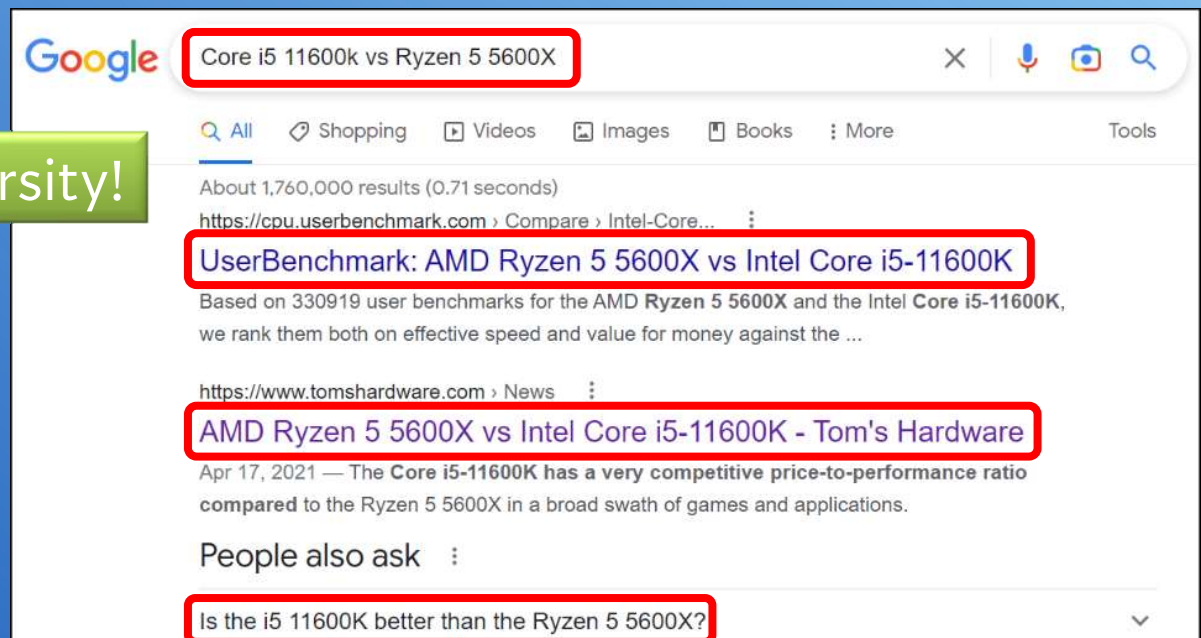 Google
Core i5 11600k vs Ryzen 5 5600X
All Shopping Videos Images Books More Tools
rsity!
About 1,760,000 results (0.71 seconds)
https://cpu.userbenchmark.com › Compare › Intel-Core...
UserBenchmark: AMD Ryzen 5 5600X vs Intel Core i5-11600K
Based on 330919 user benchmarks for the AMD Ryzen 5 5600X and the Intel Core i5-11600K,
we rank them both on effective speed and value for money against the ...
https://www.tomshardware.com › News
AMD Ryzen 5 5600X vs Intel Core i5-11600K - Tom's Hardware
Apr 17, 2021 — The Core i5-11600K has a very competitive price-to-performance ratio
compared to the Ryzen 5 5600X in a broad swath of games and applications.
People also ask
Is the i5 11600K better than the Ryzen 5 5600X?